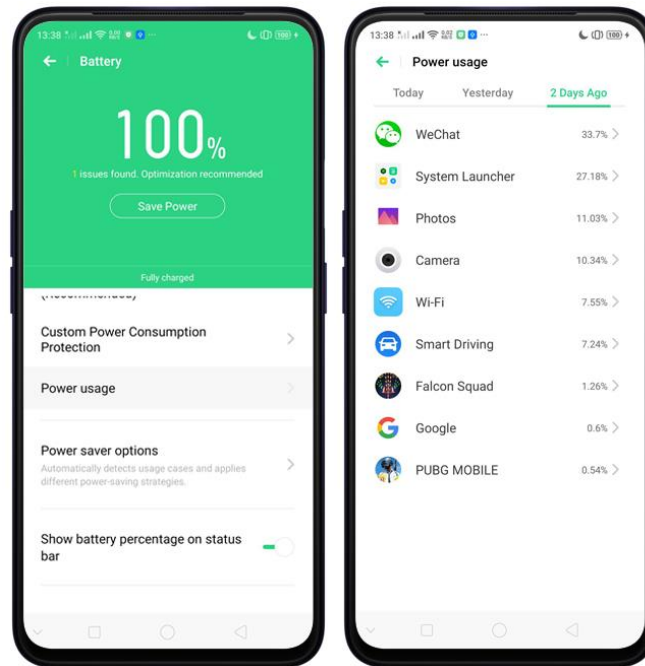 13:38
100
Battery
100%
1 issues found. Optimization recommended
Save Power
Fully charged
(Recommended)
Custom Power Consumption
Protection
Power usage
Power saver options
Automatically detects usage cases and applies
different power-saving strategies.
Show battery percentage on status
bar
13:38
100
Power usage
Today
Yesterday
2 Days Ago
WeChat 33.7%
System Launcher 27.18%
Photos 11.03%
Camera 10.34%
Wi-Fi 7.55%
Smart Driving 7.24%
Falcon Squad 1.26%
Google 0.6%
PUBG MOBILE 0.54%